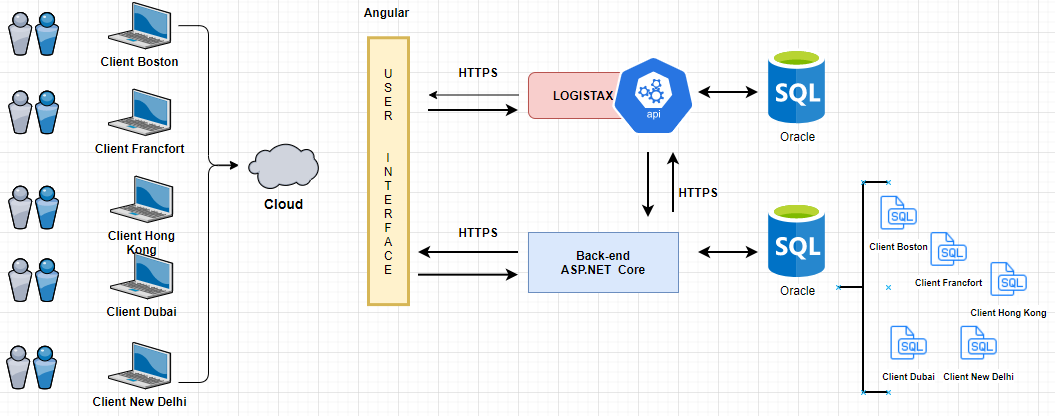 Angular
Client Boston
Client Francfort
Client Hong
Kong
Client Dubai
Client New Delhi
Cloud
USER INTERFACE
HTTPS
LOGISTAX
api
SQL
Oracle
HTTPS
HTTPS
Back-end
ASP.NET Core
SQL
Oracle
SQL
Client Boston
SQL
Client Francfort
SQL
Client Hong Kong
SQL
Client Dubai
SQL
Client New Delhi